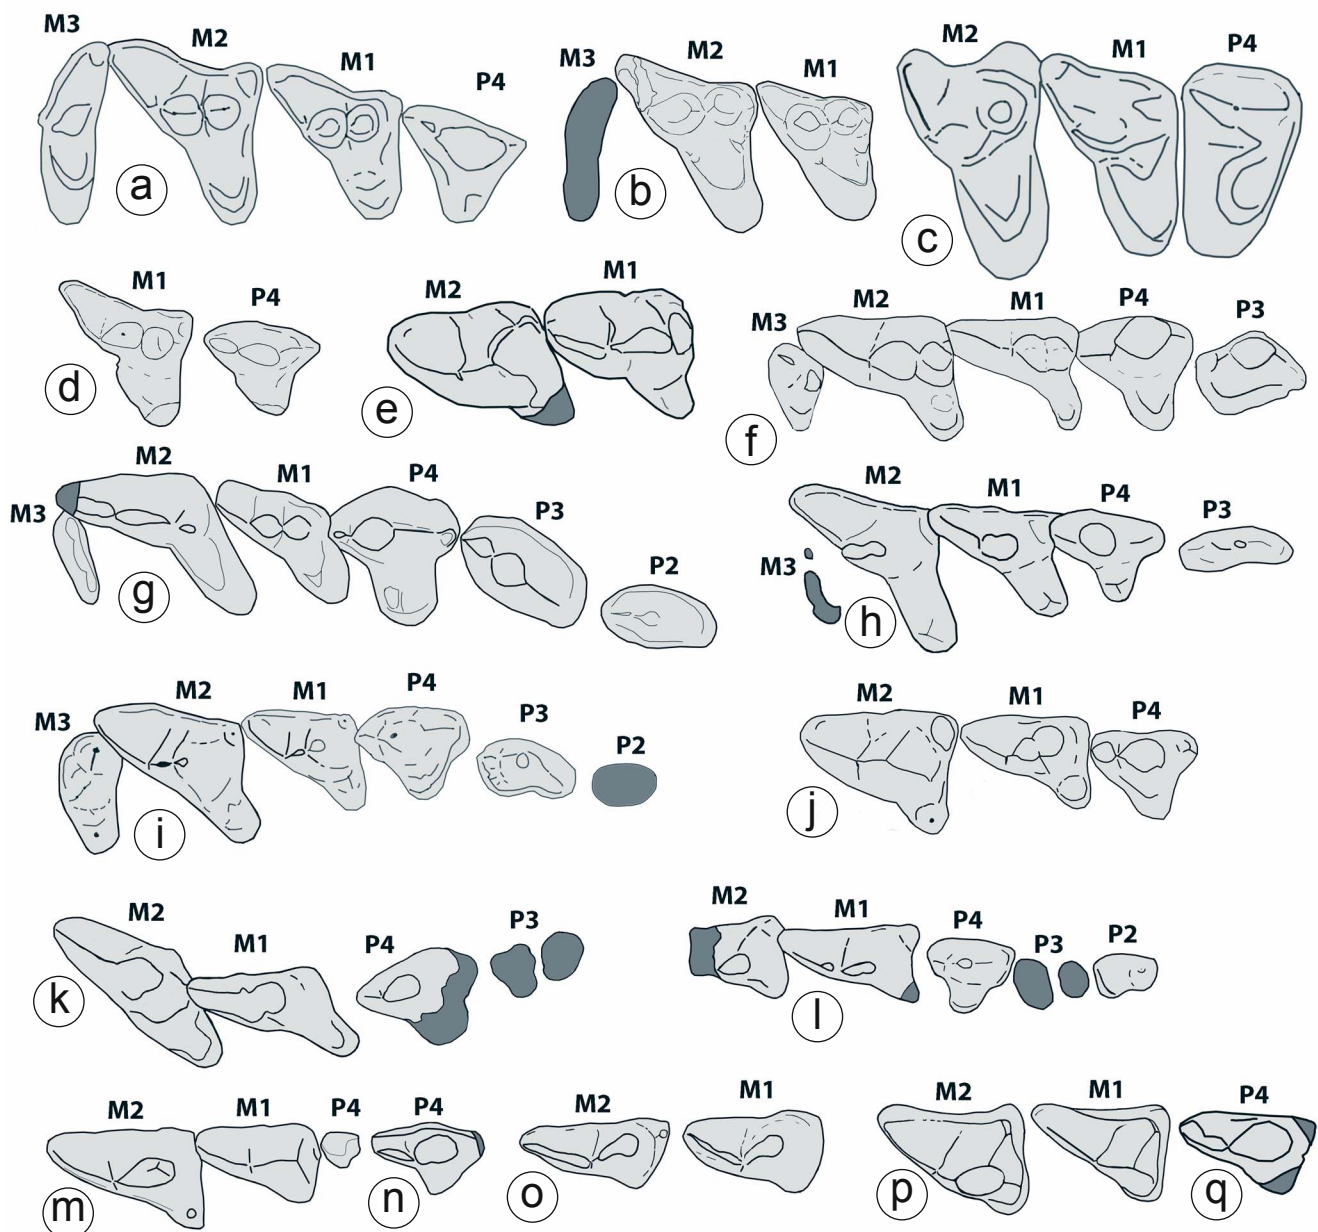 M3 M2 M1 P4
a
M3 M2 M1
b
M2 M1 P4
c
M1 P4
d
M2 M1
e
M3 M2 M1 P4 P3
f
M3 M2 M1 P4 P3 P2
g
M3 M2 M1 P4 P3
h
M3 M2 M1 P4 P3 P2
i
M2 M1 P4
j
M2 M1 P4 P3
k
M2 M1 P4 P3 P2
l
M2 M1 P4
m
P4
n
M2 M1
o
M2 M1
p
P4
q